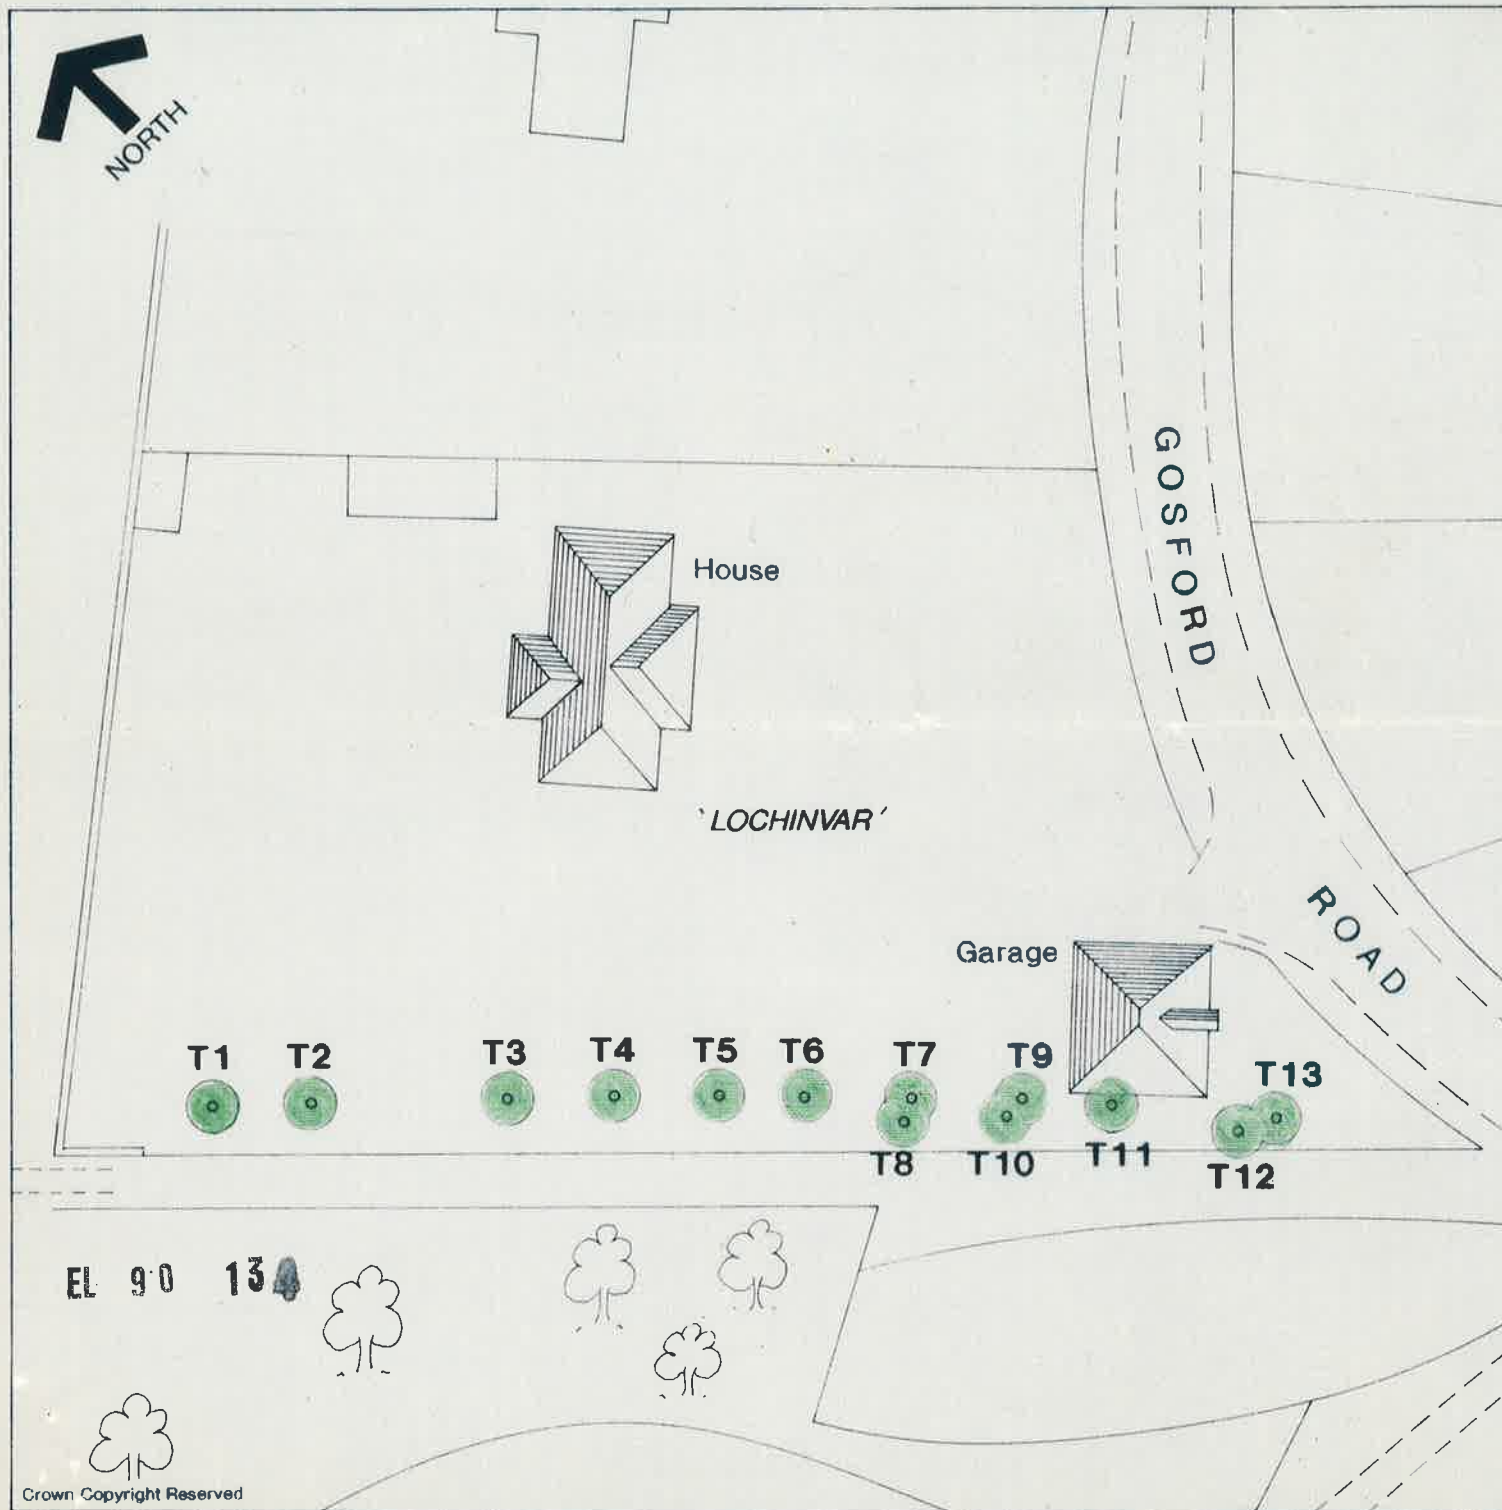 NORTH
GOSFORD
House
'LOCHINVAR'
ROAD
Garage
T1 T2 T3 T4 T5 T6 T7 T9
T13
T8 T10 T11 T12
EL 90 134
Crown Copyright Reserved